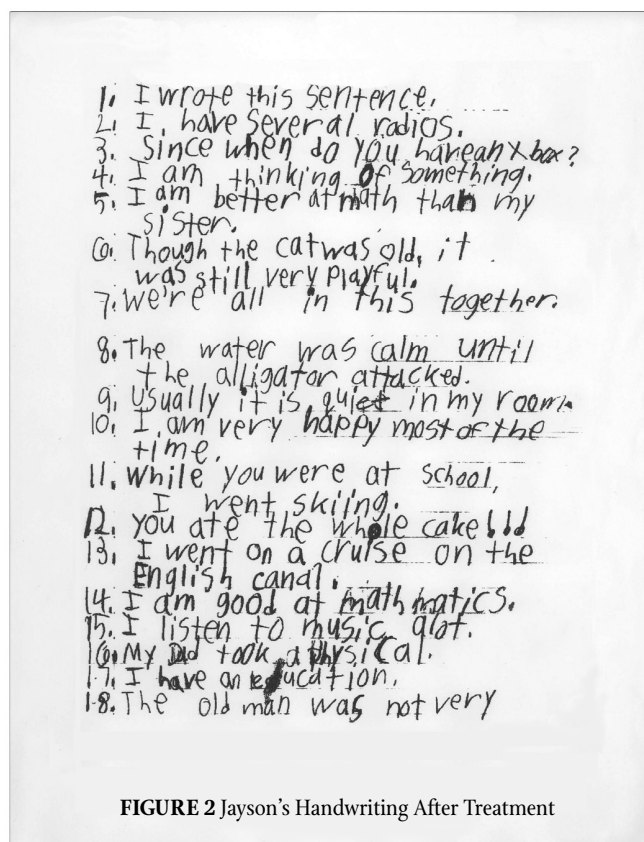 1. I wrote this sentence.
2. I have several radios.
3. Since when do you have an X box?
4. I am thinking of something.
5. I am better at math than my
sister.
6. Though the cat was old, it
was still very playful.
7. We're all in this together.
8. The water was calm until
the alligator attacked.
9. Usually it is quiet in my room.
10. I am very happy most of the
time.
11. While you were at school,
I went skiing.
12. You ate the whole cake!!!
13. I went on a cruise on the
English canal.
14. I am good at mathmatics.
15. I listen to music alot.
16. My Dad took a physical.
17. I have an education.
18. The old man was not very
FIGURE 2 Jayson's Handwriting After Treatment